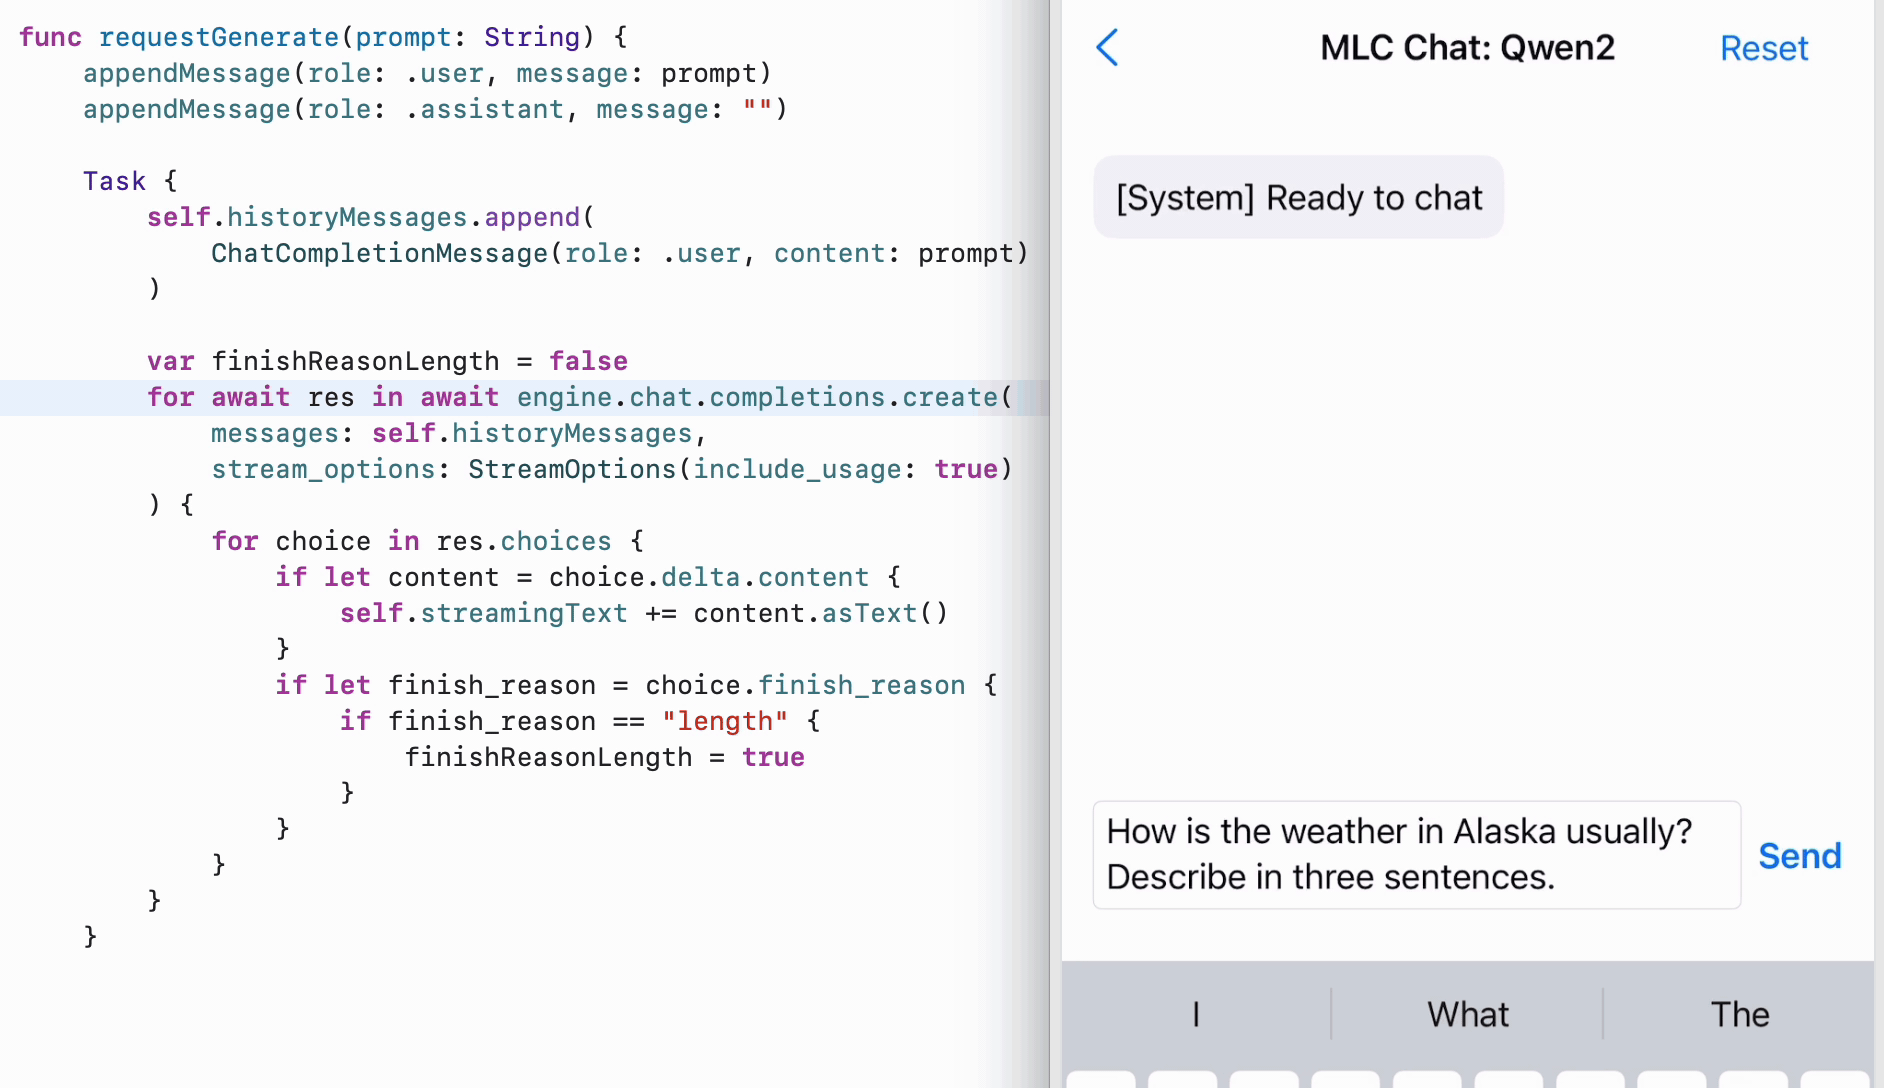 func requestGenerate(prompt: String) {
    appendMessage(role: .user, message: prompt)
    appendMessage(role: .assistant, message: "")

    Task {
        self.historyMessages.append(
            ChatCompletionMessage(role: .user, content: prompt)
        )

        var finishReasonLength = false
        for await res in await engine.chat.completions.create(
            messages: self.historyMessages,
            stream_options: StreamOptions(include_usage: true)
        ) {
            for choice in res.choices {
                if let content = choice.delta.content {
                    self.streamingText += content.asText()
                }
                if let finish_reason = choice.finish_reason {
                    if finish_reason == "length" {
                        finishReasonLength = true
                    }
                }
            }
        }
    }
MLC Chat: Qwen2
Reset
[System] Ready to chat
How is the weather in Alaska usually?
Describe in three sentences.
Send
I
What
The